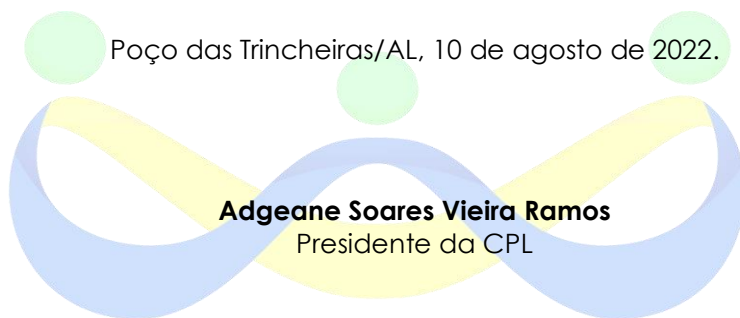 Poço das Trincheiras/AL, 10 de agosto de 2022.
Adgeane Soares Vieira Ramos
Presidente da CPL